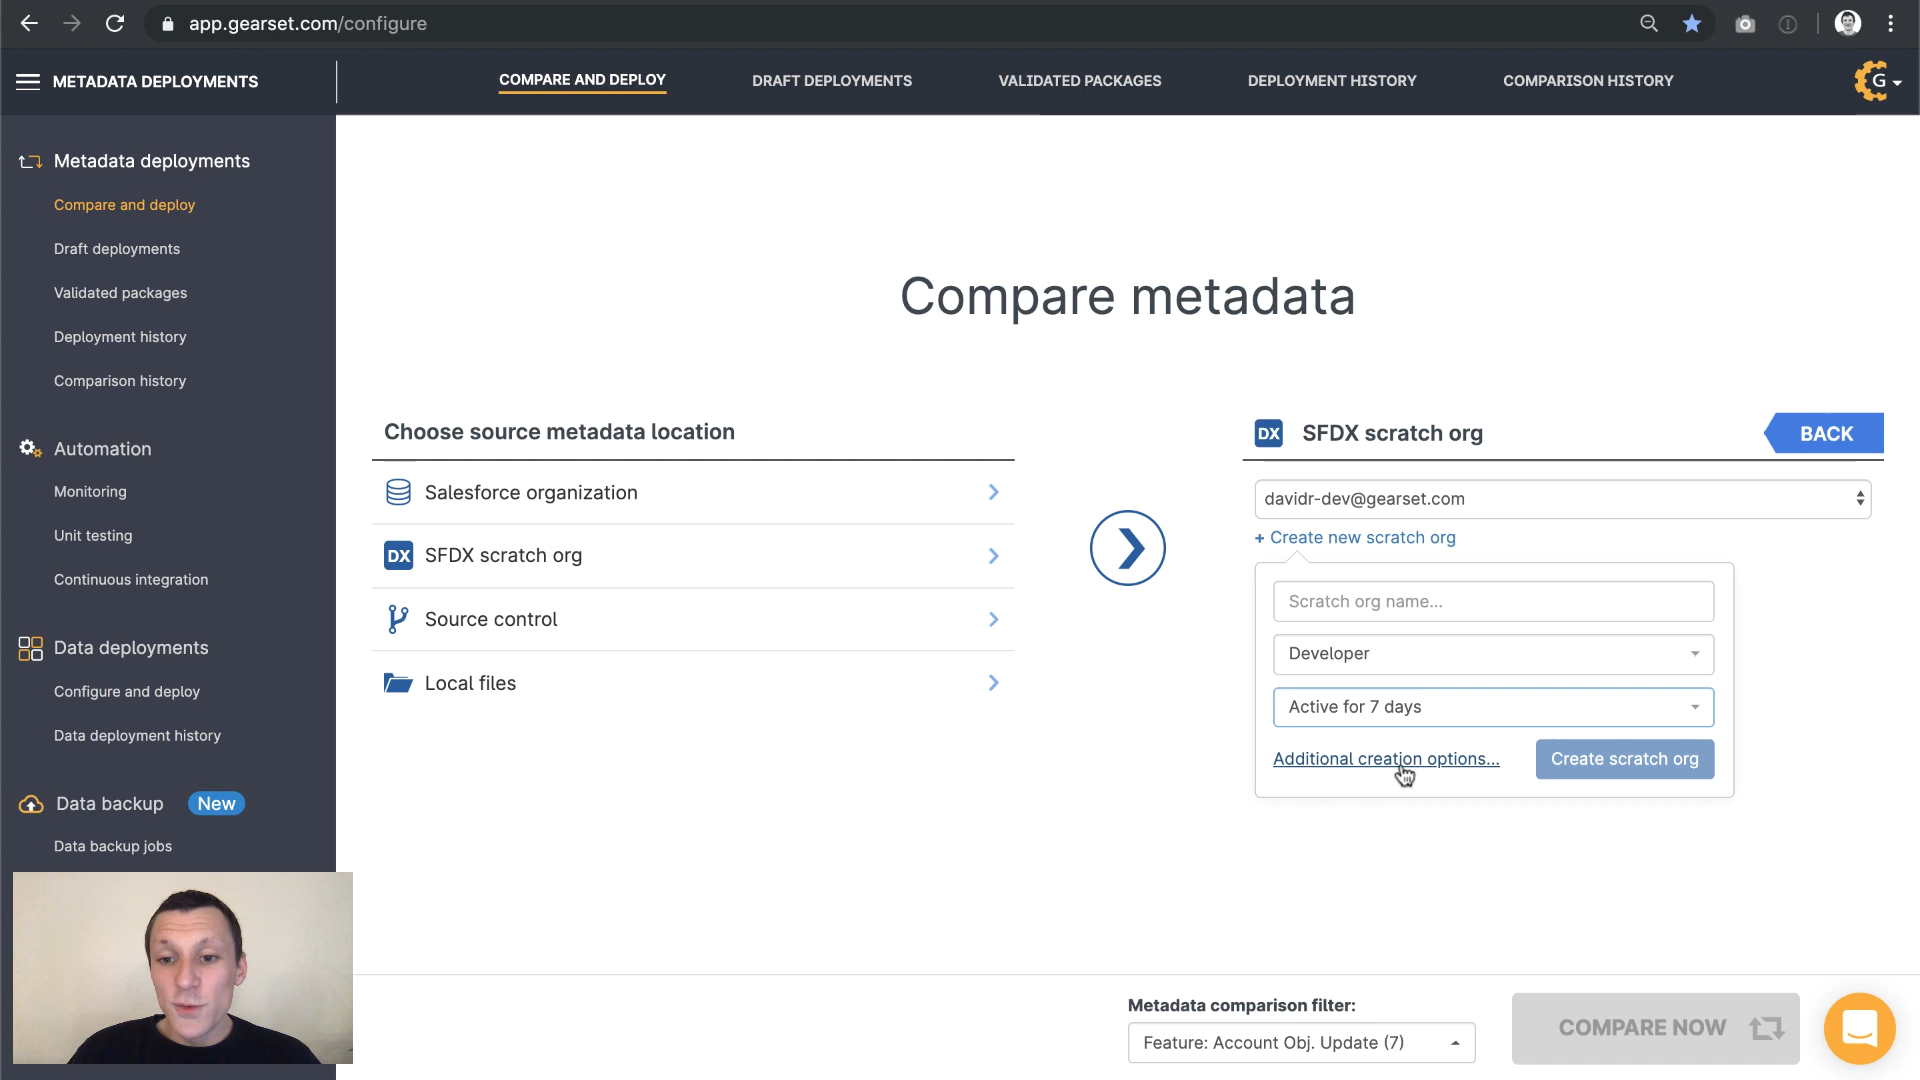 app.gearset.com/configure
METADATA DEPLOYMENTS
COMPARE AND DEPLOY
DRAFT DEPLOYMENTS
VALIDATED PACKAGES
DEPLOYMENT HISTORY
COMPARISON HISTORY
G
Metadata deployments
Compare and deploy
Draft deployments
Validated packages
Deployment history
Comparison history
Automation
Monitoring
Unit testing
Continuous integration
Data deployments
Configure and deploy
Data deployment history
Data backup New
Data backup jobs
Compare metadata
Choose source metadata location
Salesforce organization
DX SFDX scratch org
Source control
Local files
DX SFDX scratch org
BACK
davidr-dev@gearset.com
+ Create new scratch org
Scratch org name...
Developer
Active for 7 days
Additional creation options...
Create scratch org
Metadata comparison filter:
Feature: Account Obj. Update (7)
COMPARE NOW